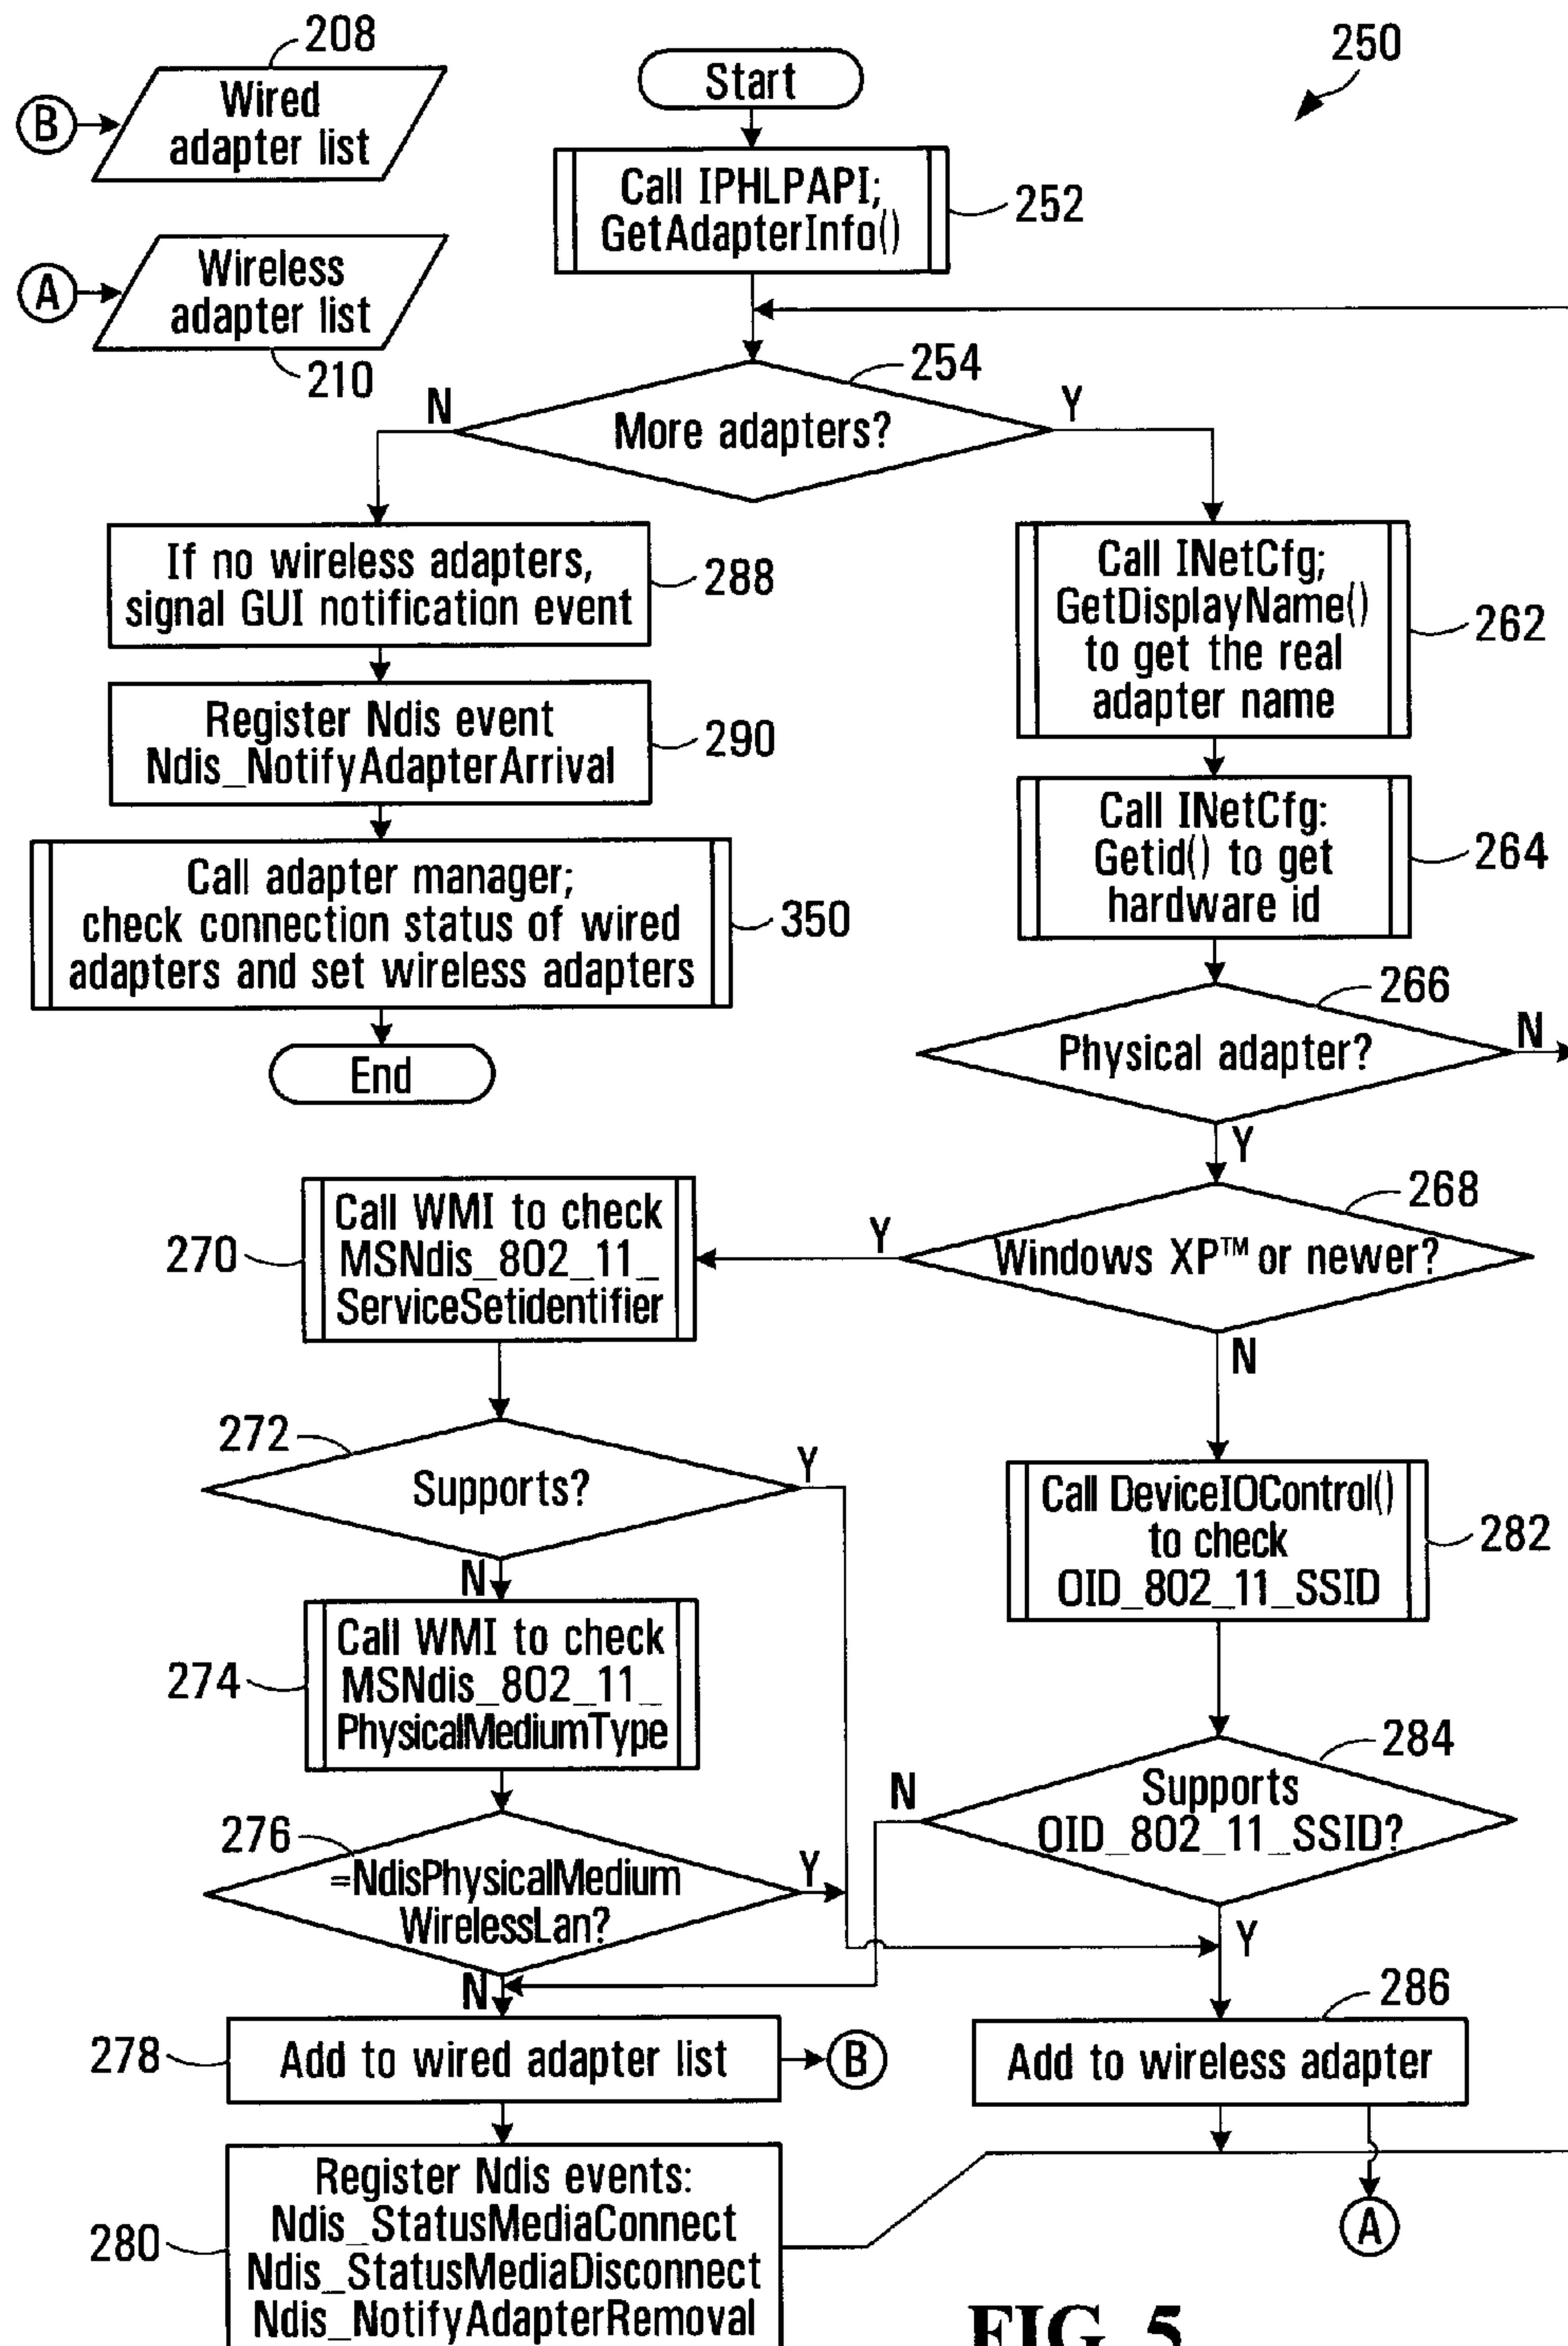 208
250
B
Wired
adapter list
Start
Call IPHLPAPI;
GetAdapterInfo()
252
A
Wireless
adapter list
210
254
N
Y
More adapters?
If no wireless adapters,
signal GUI notification event
288
Call INetCfg;
GetDisplayName()
to get the real
adapter name
262
Register Ndis event
Ndis_NotifyAdapterArrival
290
Call INetCfg:
Getid() to get
hardware id
264
Call adapter manager;
check connection status of wired
adapters and set wireless adapters
350
266
Physical adapter?
N
End
Y
268
270
Call WMI to check
MSNdis_802_11_
ServiceSetidentifier
Y
Windows XP™ or newer?
N
272
Supports?
Y
Call DeviceIOControl()
to check
OID_802_11_SSID
282
N
274
Call WMI to check
MSNdis_802_11_
PhysicalMediumType
284
N
Supports
OID_802_11_SSID?
276
=NdisPhysicalMedium
WirelessLan?
Y
Y
N
286
278
Add to wired adapter list
B
Add to wireless adapter
280
Register Ndis events:
Ndis_StatusMediaConnect
Ndis_StatusMediaDisconnect
Ndis_NotifyAdapterRemoval
A
FIG. 5